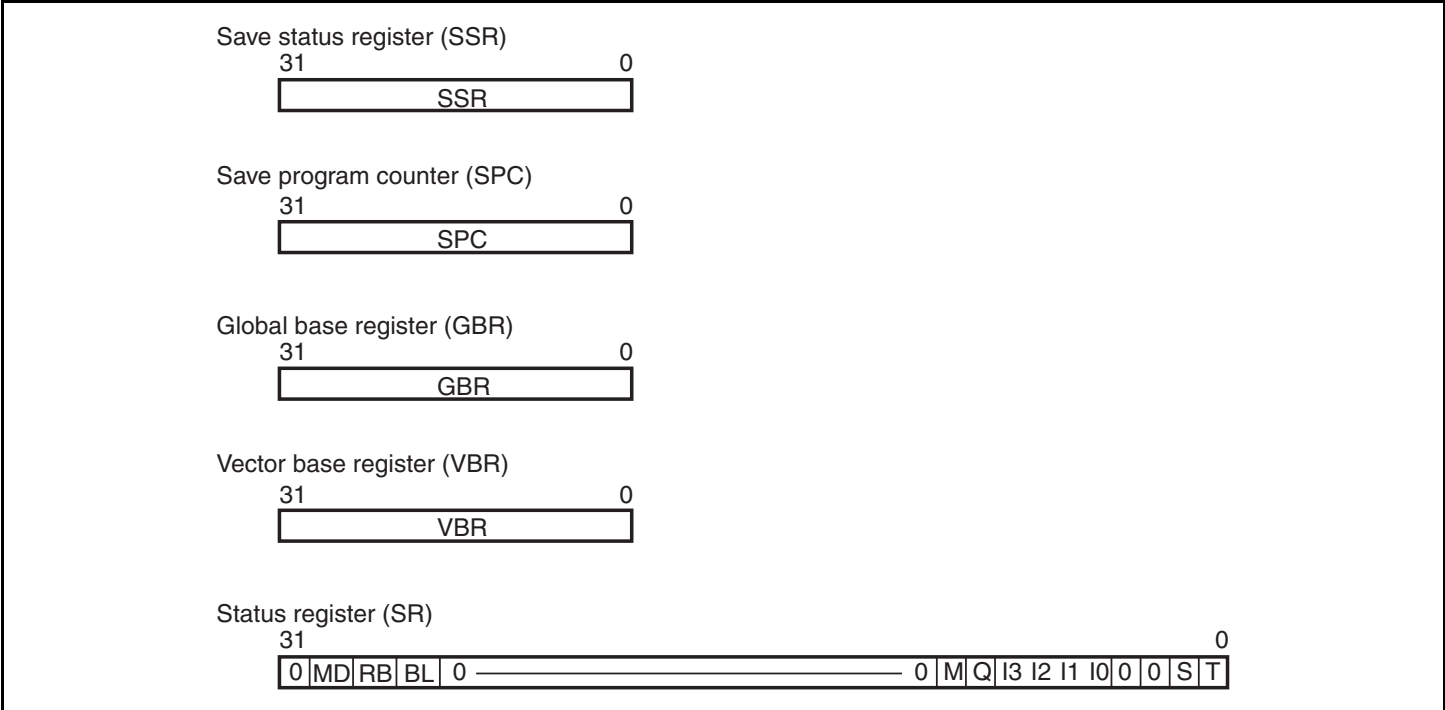 Save status register (SSR)
31 0
SSR
Save program counter (SPC)
31 0
SPC
Global base register (GBR)
31 0
GBR
Vector base register (VBR)
31 0
VBR
Status register (SR)
31 0
0 MD RB BL 0 0 M Q I3 I2 I1 I0 0 0 S T